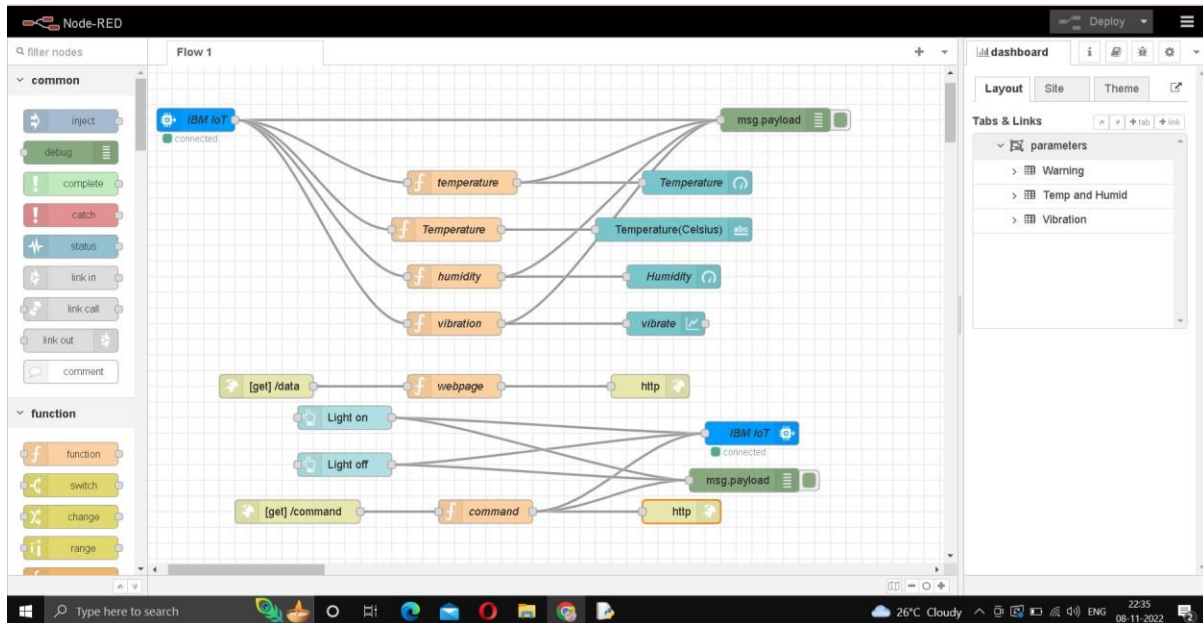 Node-RED
Deploy
filter nodes
Flow 1
dashboard
i
common
Layout
Site
Theme
inject
IBM IoT
msg.payload
Tabs & Links
tab
link
connected
debug
parameters
complete
temperature
Temperature
Warning
Temp and Humid
catch
Temperature
Temperature(Celsius)
abc
Vibration
status
link in
humidity
Humidity
link call
vibration
vibrate
link out
comment
[get] /data
webpage
http
function
Light on
IBM IoT
connected
function
Light off
switch
msg.payload
change
[get] /command
command
http
range
Type here to search
26°C Cloudy
ENG
22:35
08-11-2022